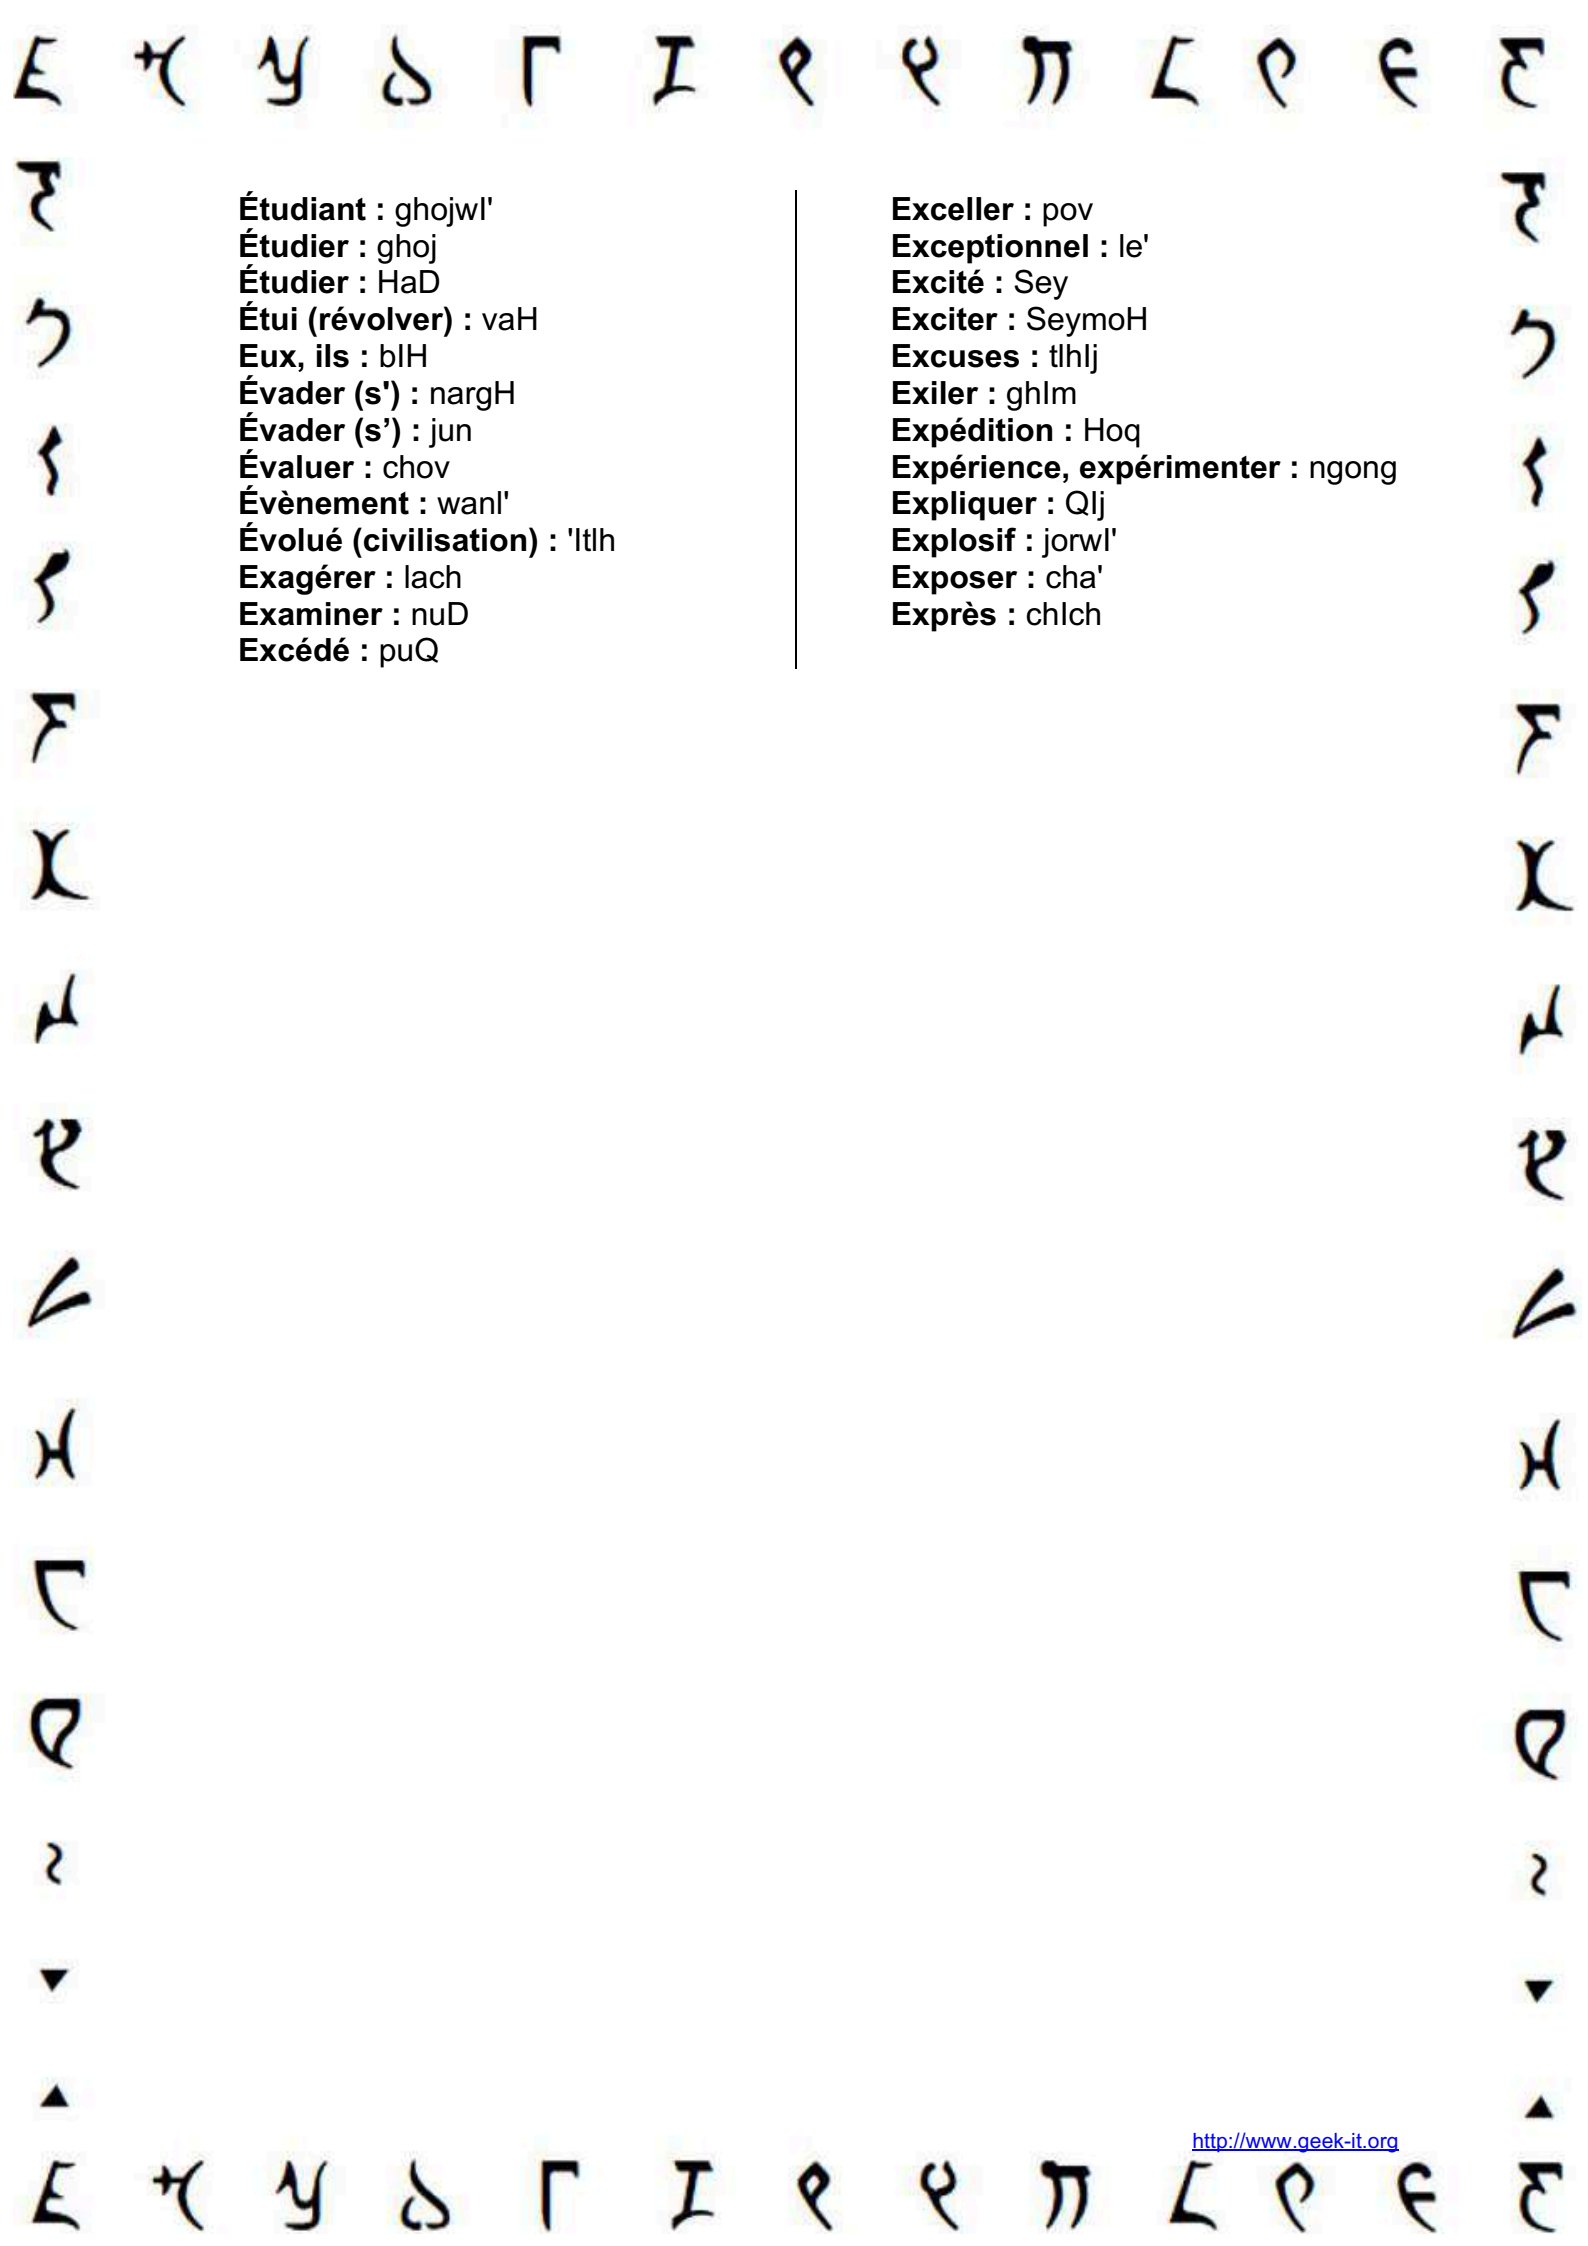 Étudiant : ghojwI'
Étudier : ghoj
Étudier : HaD
Étui (révolver) : vaH
Eux, ils : bIH
Évader (s') : nargH
Évader (s’) : jun
Évaluer : chov
Évènement : wanI'
Évolué (civilisation) : 'Itlh
Exagérer : lach
Examiner : nuD
Excédé : puQ
Exceller : pov
Exceptionnel : le'
Excité : Sey
Exciter : SeymoH
Excuses : tlhIj
Exiler : ghIm
Expédition : Hoq
Expérience, expérimenter : ngong
Expliquer : QIj
Explosif : jorwI'
Exposer : cha'
Exprès : chIch
http://www.geek-it.org